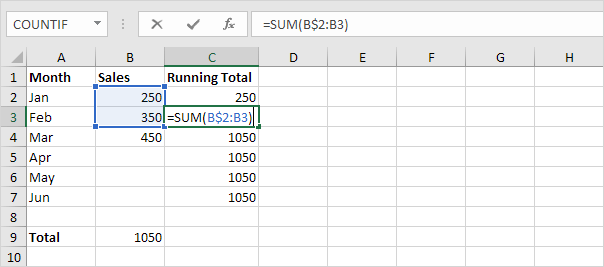 COUNTIF =SUM(B$2:B3)
A B C D E F G H
1 Month Sales Running Total
2 Jan 250 250
3 Feb 350 =SUM(B$2:B3)
4 Mar 450 1050
5 Apr 1050
6 May 1050
7 Jun 1050
8
9 Total 1050
10